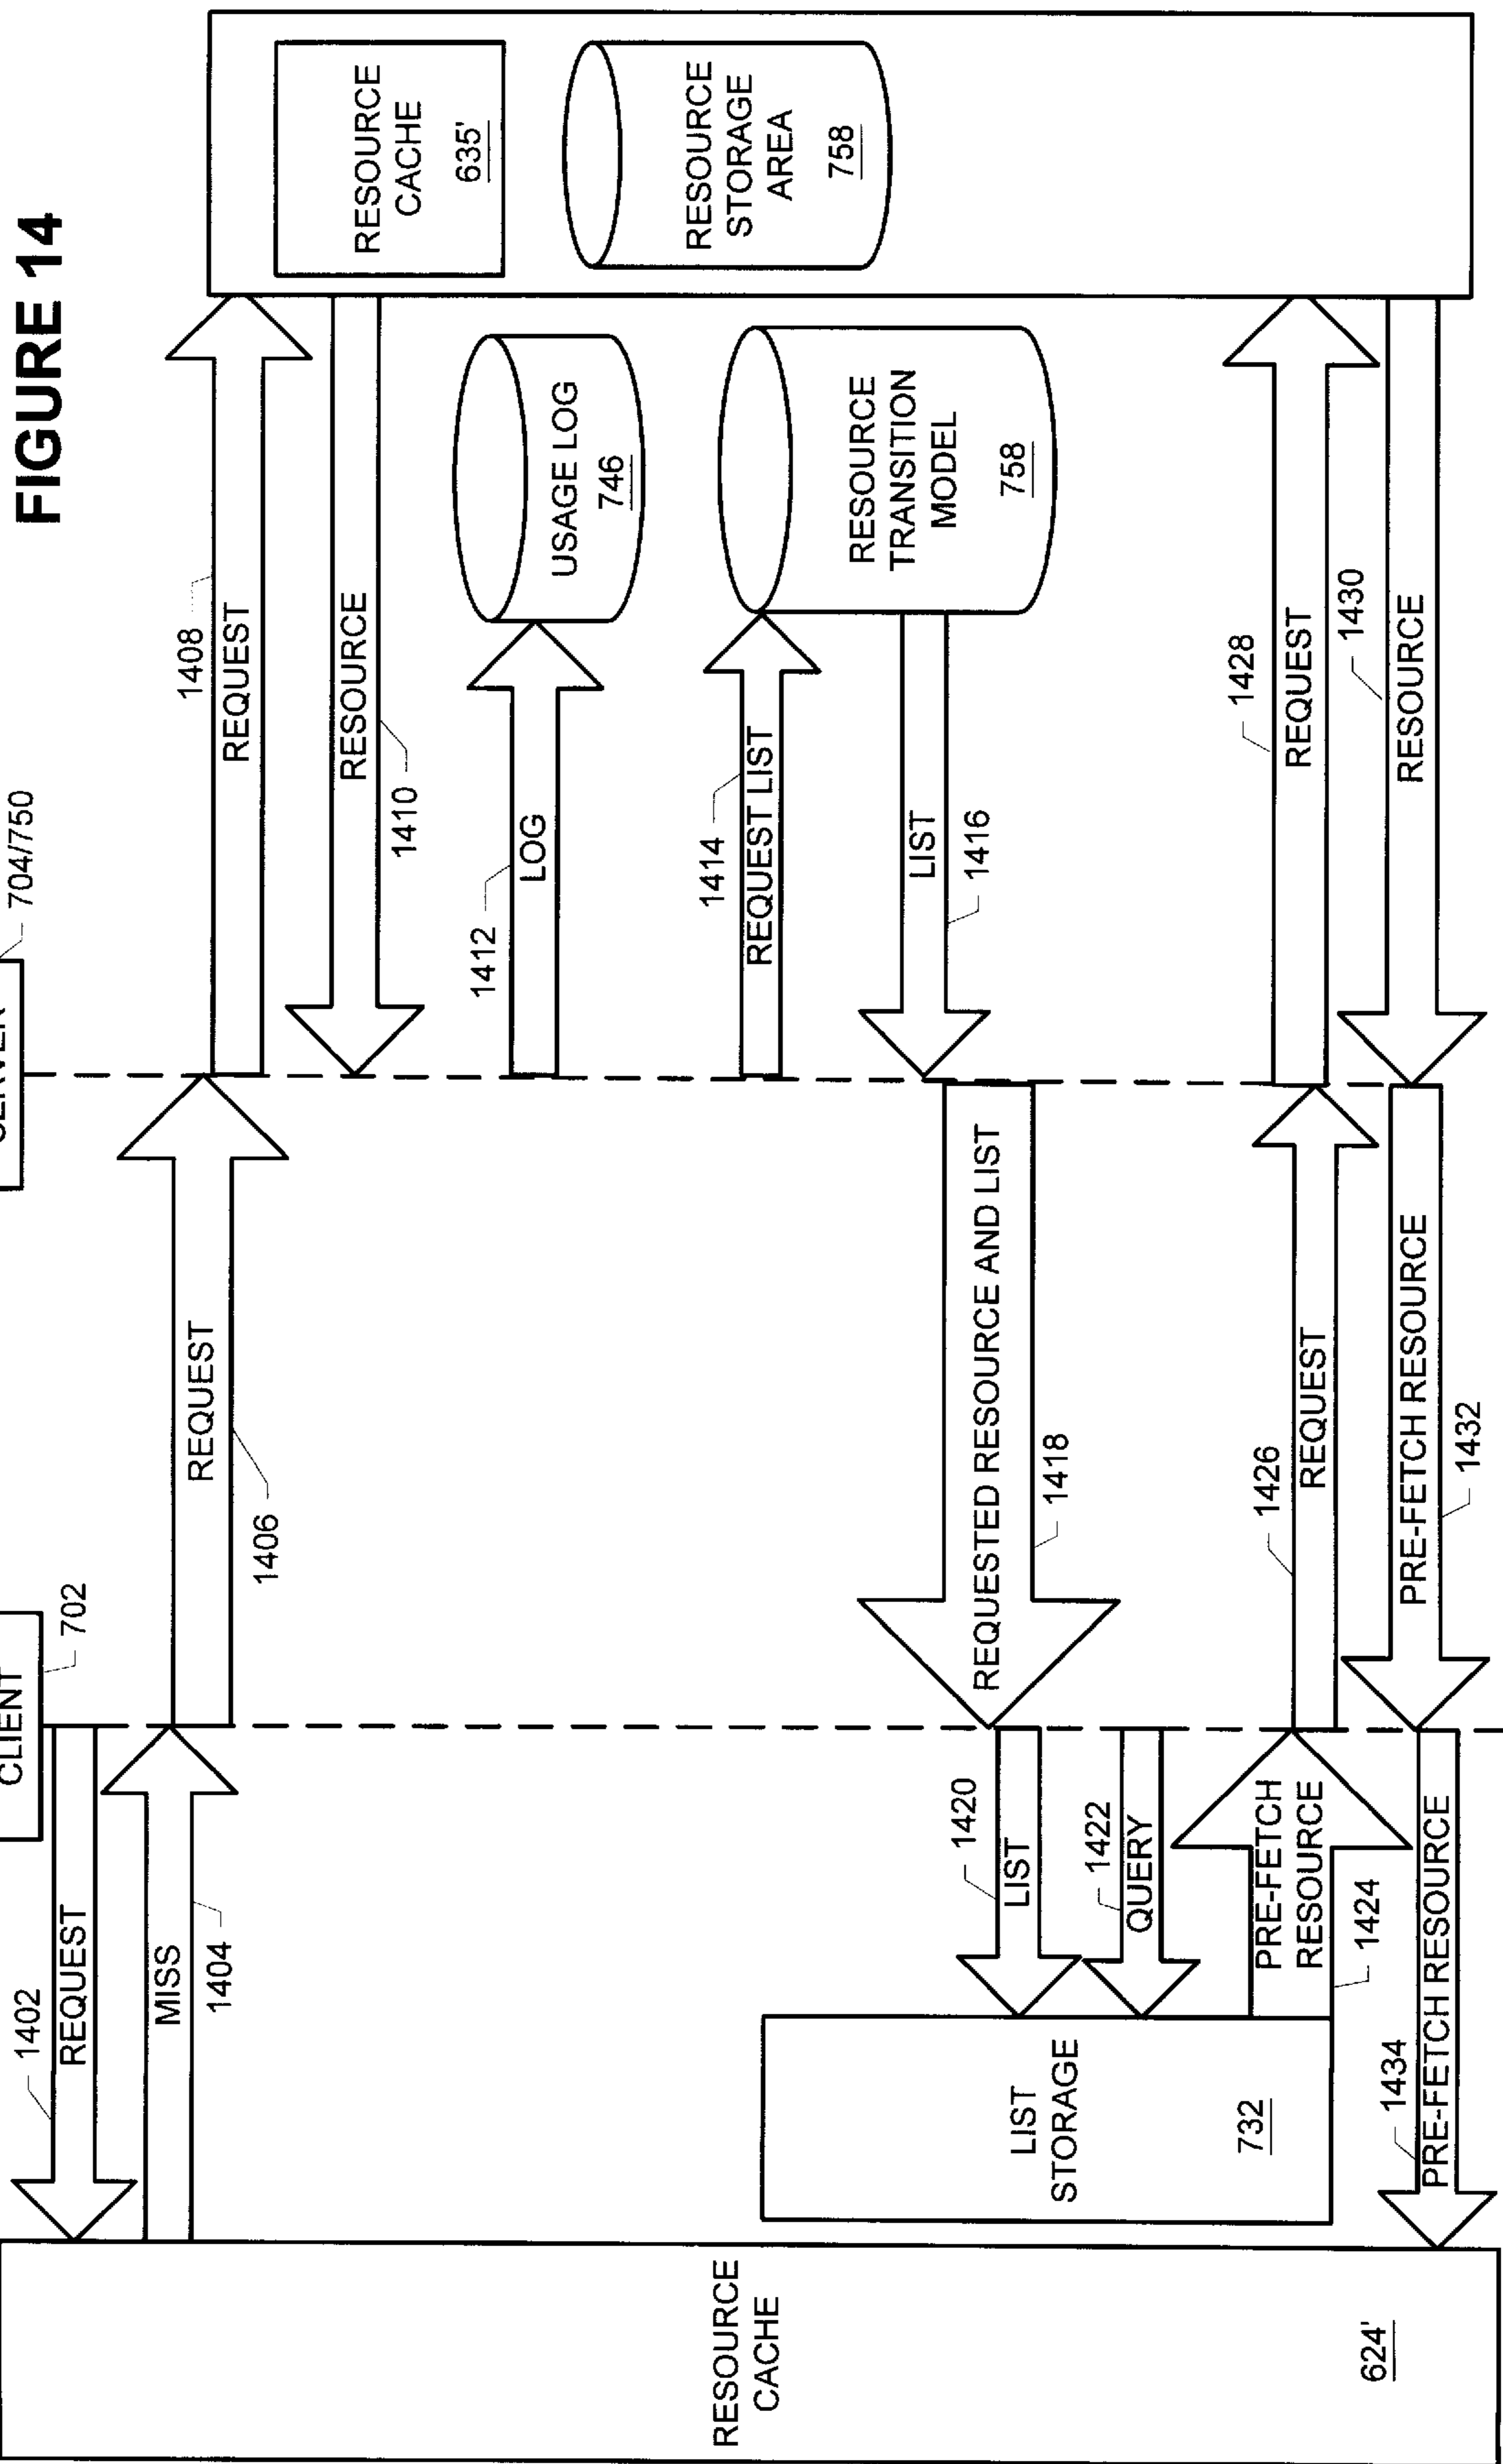 FIGURE 14
CLIENT
702
SERVER
704/750
1402
REQUEST
MISS
1404
REQUEST
1406
1408
REQUEST
RESOURCE
1410
1412
LOG
USAGE LOG
746
1414
REQUEST LIST
RESOURCE
TRANSITION
MODEL
758
LIST
1416
RESOURCE
CACHE
635'
RESOURCE
STORAGE
AREA
758
REQUESTED RESOURCE AND LIST
1418
1420
LIST
1422
QUERY
PRE-FETCH
RESOURCE
1424
LIST
STORAGE
732
1426
REQUEST
1428
REQUEST
1430
RESOURCE
PRE-FETCH RESOURCE
1432
1434
PRE-FETCH RESOURCE
RESOURCE
CACHE
624'